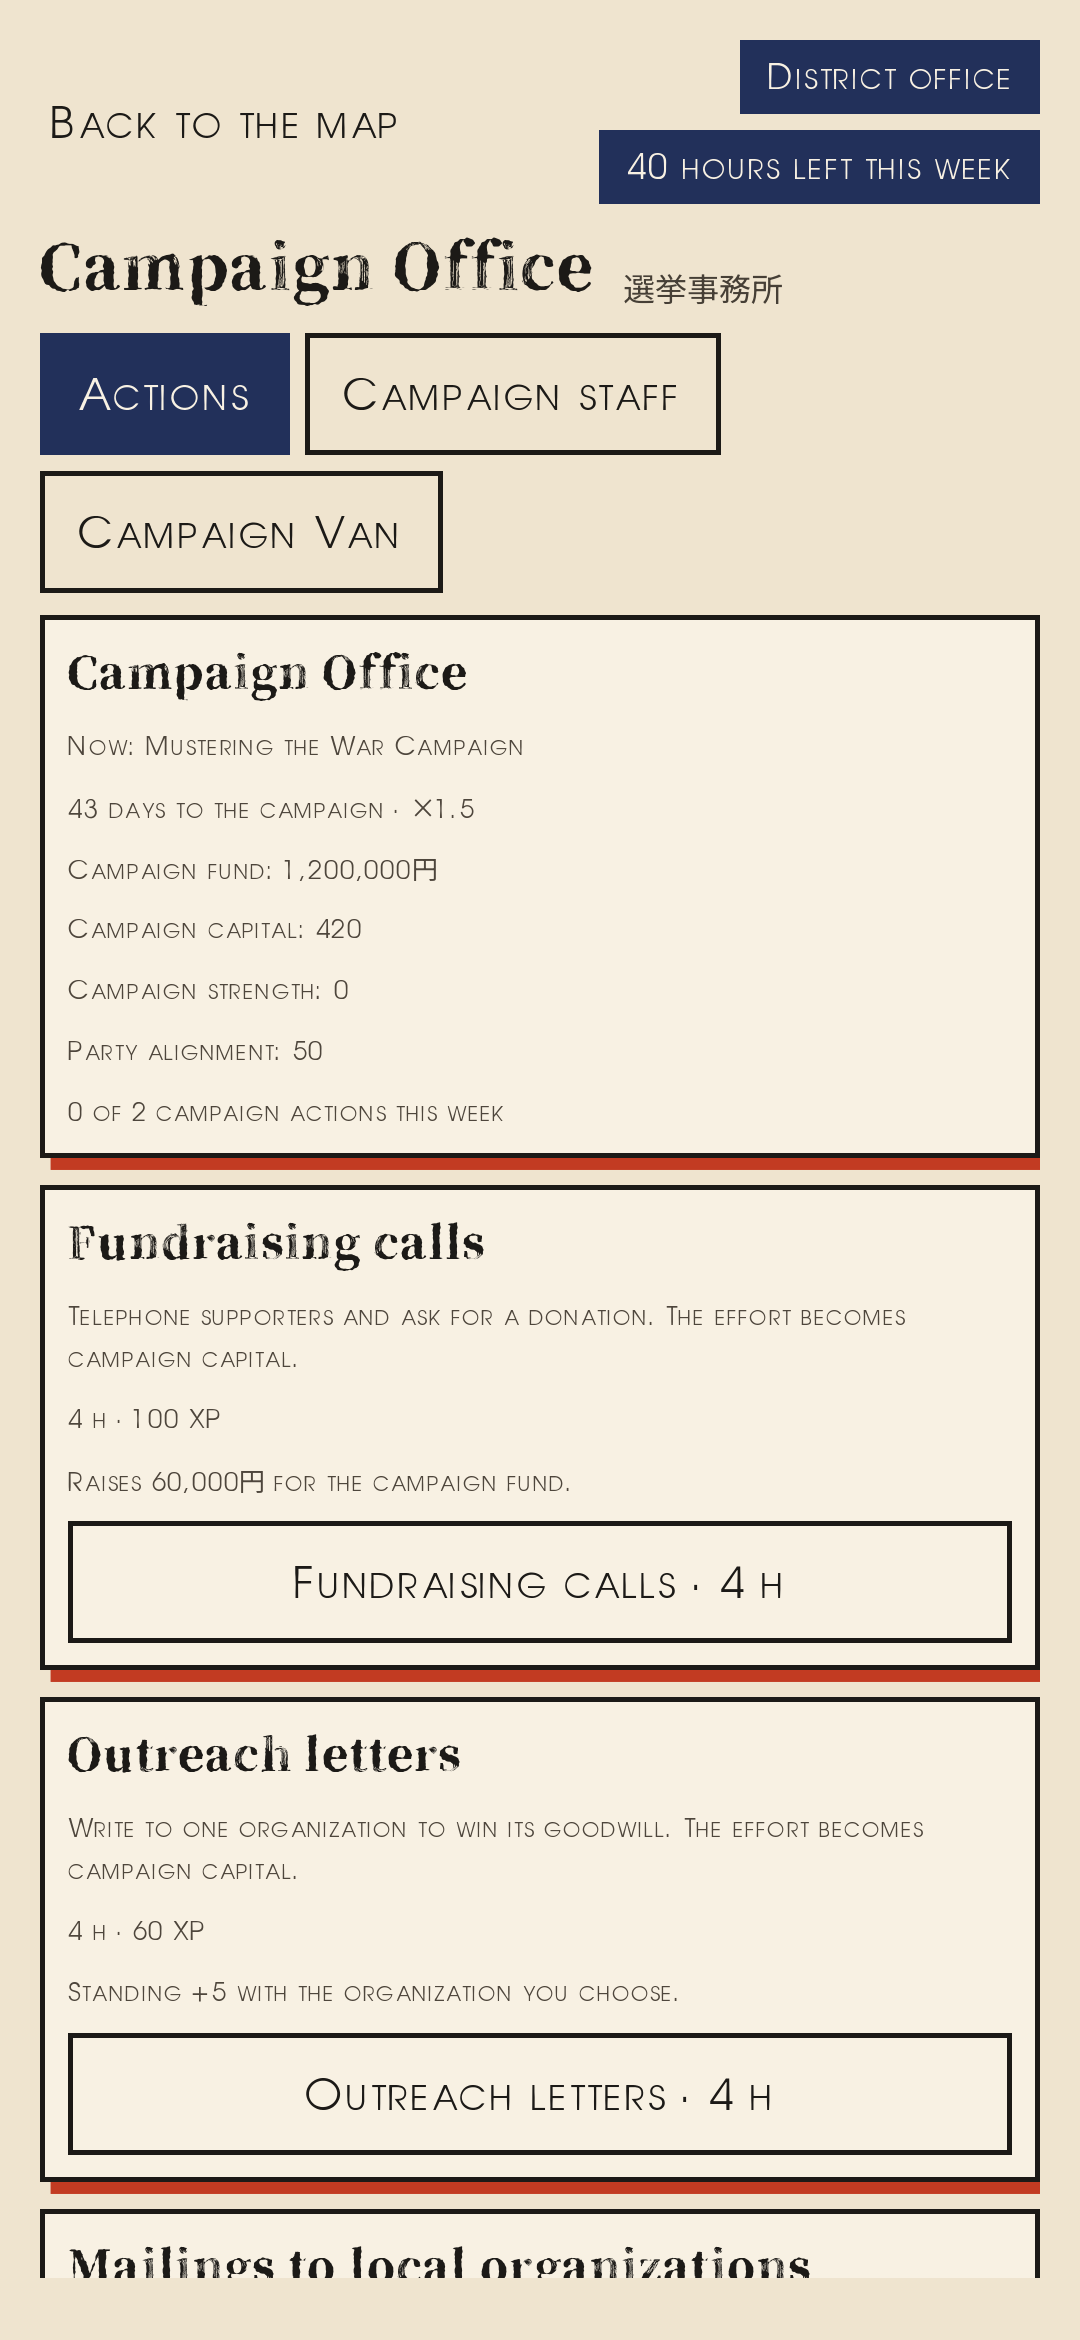 Back to the map
District office
40 hours left this week
Campaign Office 選挙事務所
Actions
Campaign staff
Campaign Van
Campaign Office
Now: Mustering the War Campaign
43 days to the campaign · ×1.5
Campaign fund: 1,200,000円
Campaign capital: 420
Campaign strength: 0
Party alignment: 50
0 of 2 campaign actions this week
Fundraising calls
Telephone supporters and ask for a donation. The effort becomes
campaign capital.
4 h · 100 XP
Raises 60,000円 for the campaign fund.
Fundraising calls · 4 h
Outreach letters
Write to one organization to win its goodwill. The effort becomes
campaign capital.
4 h · 60 XP
Standing +5 with the organization you choose.
Outreach letters · 4 h
Mailings to local organizations